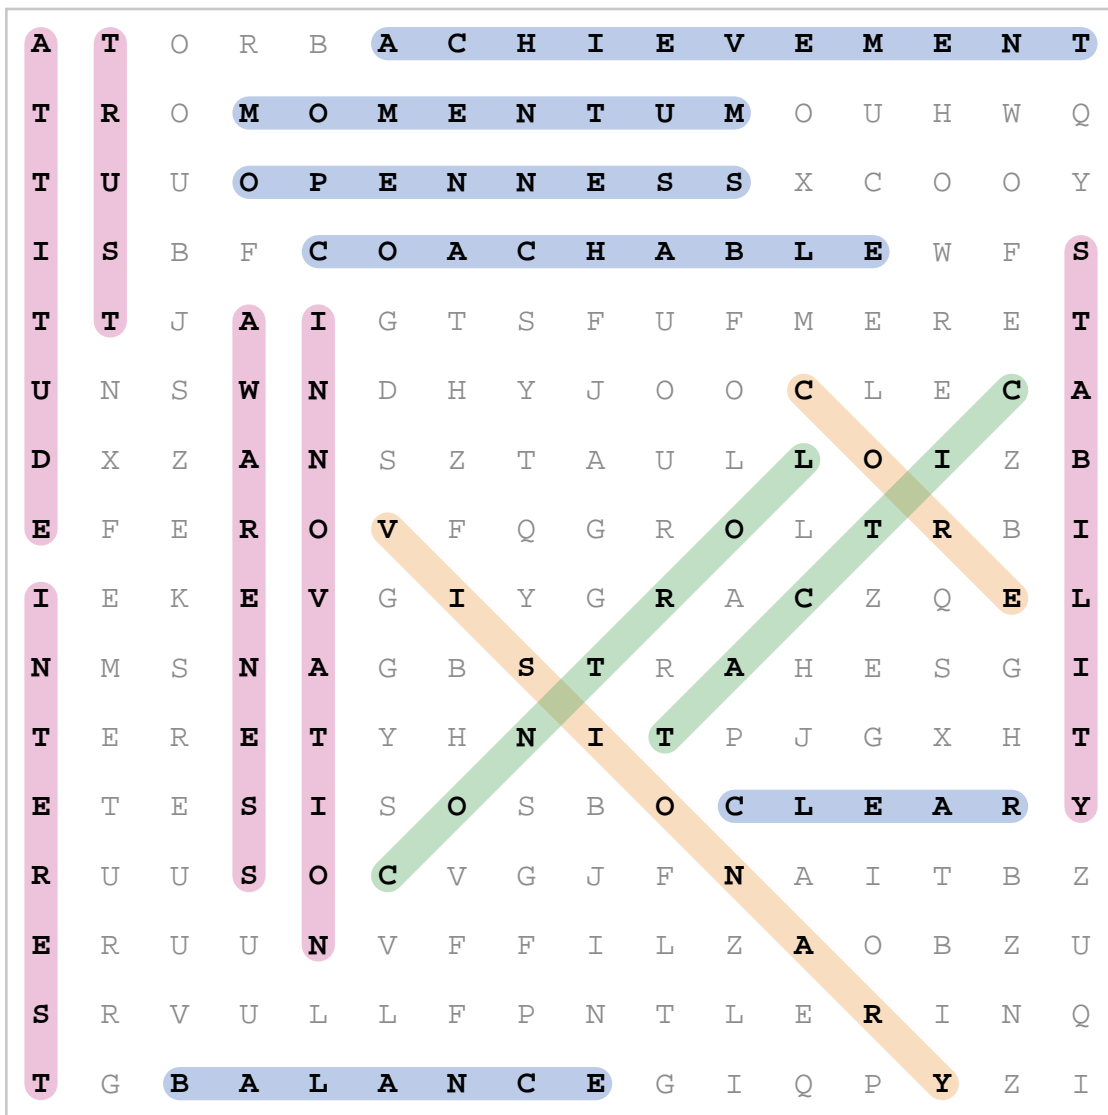 A T O R B A C H I E V E M E N T
T R O M O M E N T U M O U H W Q
T U U O P E N N E S S X C O O Y
I S B F C O A C H A B L E W F S
T T J A I G T S F U F M E R E T
U N S W N D H Y J O O C L E C A
D X Z A N S Z T A U L L O I Z B
E F E R O V F Q G R O L T R B I
I E K E V G I Y G R A C Z Q E L
N M S N A G B S T R A H E S G I
T E R E T Y H N I T P J G X H T
E T E S I S O S B O C L E A R Y
R U U S O C V G J F N A I T B Z
E R U U N V F F I L Z A O B Z U
S R V U L L F P N T L E R I N Q
T G B A L A N C E G I Q P Y Z I